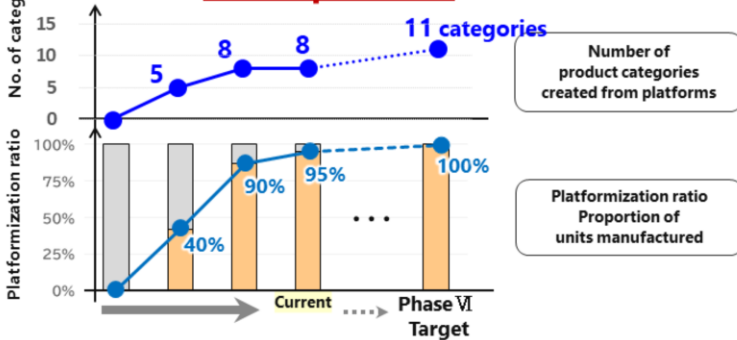 No. of categ
15
10
5
0
5
8
8
11 categories
Number of
product categories
created from platforms
Platformization ratio
100%
75%
50%
25%
0%
40%
90%
95%
100%
...
Platformization ratio
Proportion of
units manufactured
Current
Phase Ⅵ
Target